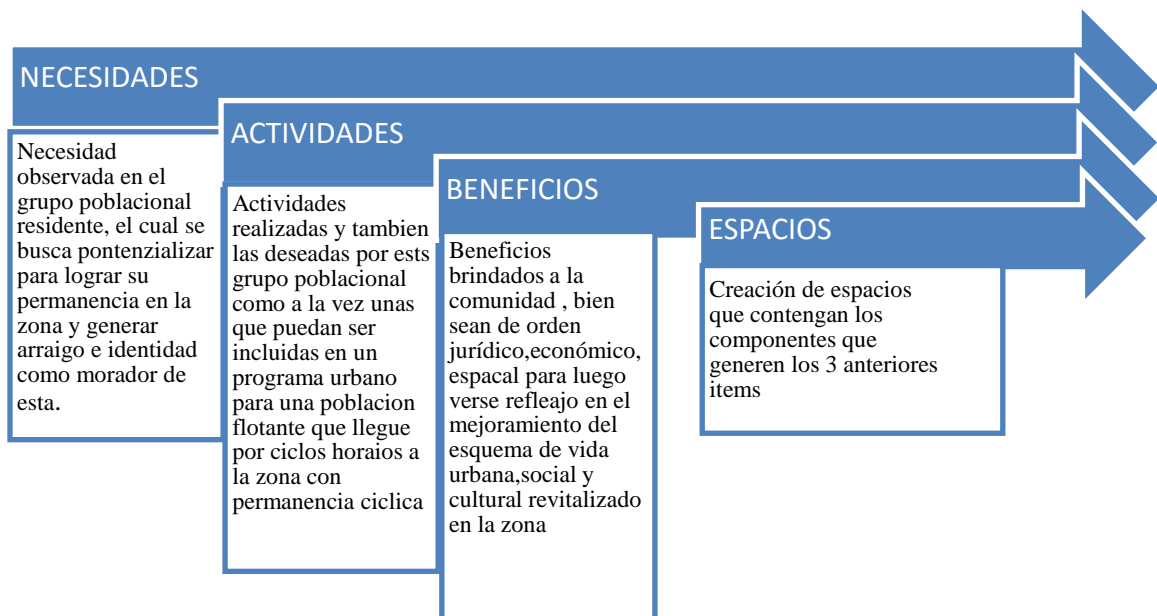 NECESIDADES
Necesidad
observada en el
grupo poblacional
residente, el cual se
busca pontenzializar
para lograr su
permanencia en la
zona y generar
arraigo e identidad
como morador de
esta.
ACTIVIDADES
Actividades
realizadas y tambien
las deseadas por ests
grupo poblacional
como a la vez unas
que puedan ser
incluidas en un
programa urbano
para una poblacion
flotante que llegue
por ciclos horaios a
la zona con
permanencia ciclica
BENEFICIOS
Beneficios
brindados a la
comunidad , bien
sean de orden
jurídico,económico,
espacal para luego
verse refleajo en el
mejoramiento del
esquema de vida
urbana,social y
cultural revitalizado
en la zona
ESPACIOS
Creación de espacios
que contengan los
componentes que
generen los 3 anteriores
items